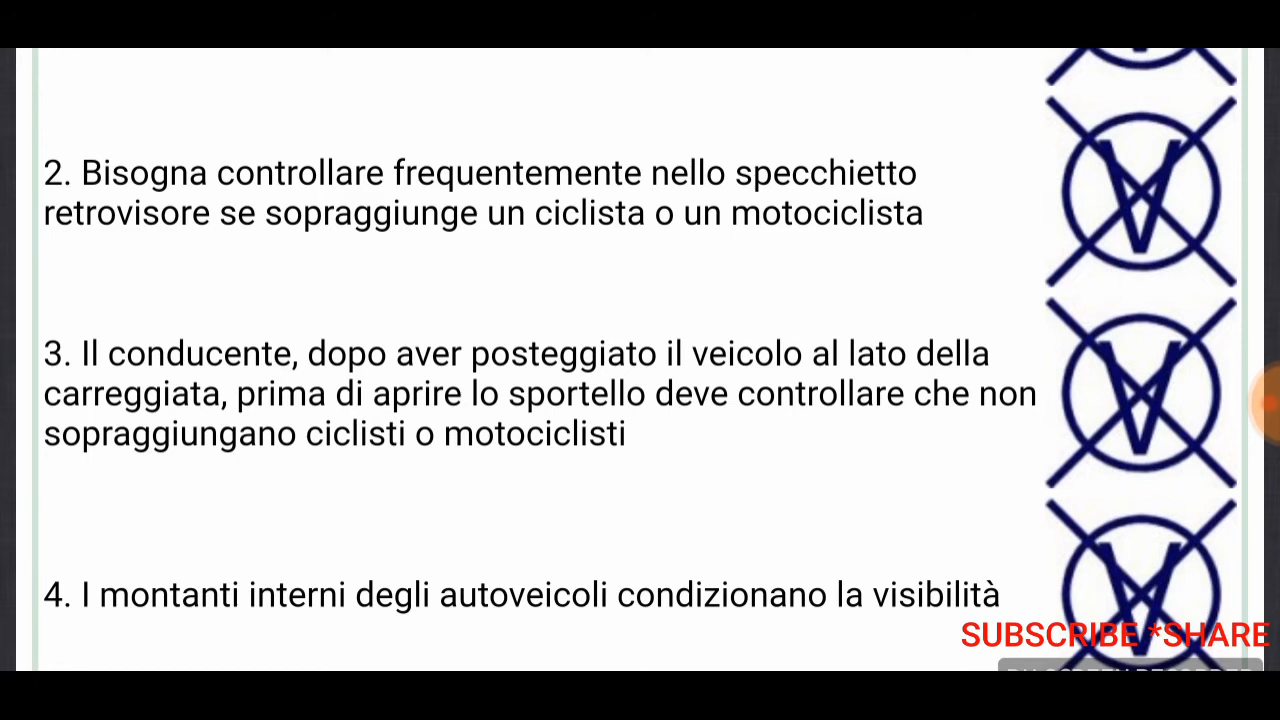 2. Bisogna controllare frequentemente nello specchietto
retrovisore se sopraggiunge un ciclista o un motociclista
V
3. Il conducente, dopo aver posteggiato il veicolo al lato della
carreggiata, prima di aprire lo sportello deve controllare che non
sopraggiungano ciclisti o motociclisti
V
4. I montanti interni degli autoveicoli condizionano la visibilità
V
SUBSCRIBE *SHARE